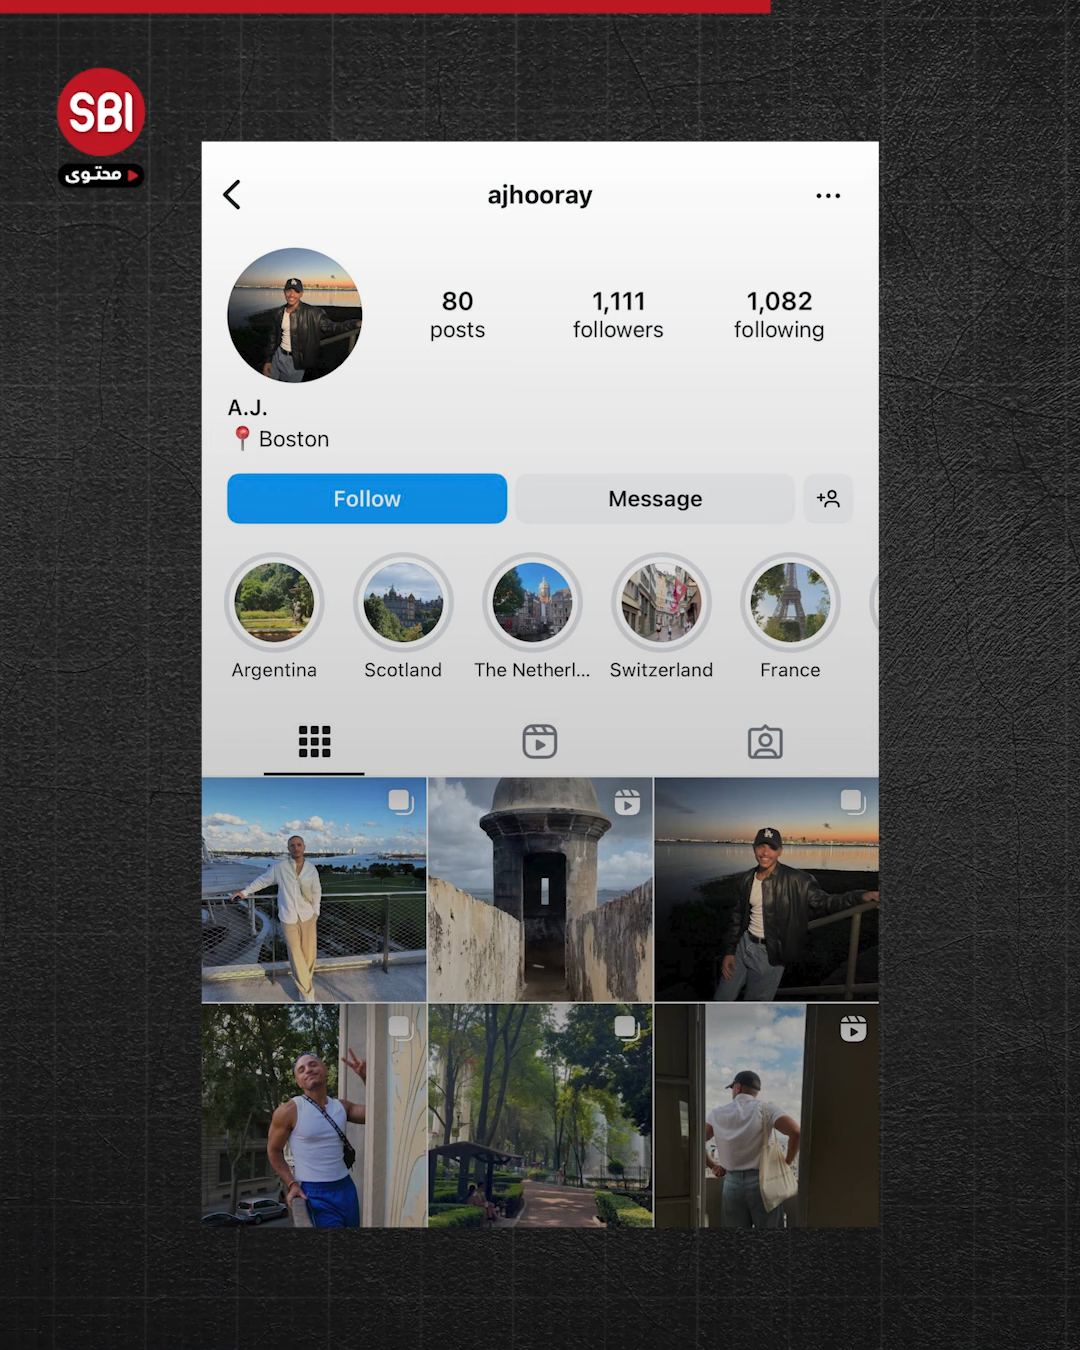 SBI
محتوى
ajhooray
80 posts
1,111 followers
1,082 following
A.J.
📍 Boston
Follow
Message
Argentina
Scotland
The Netherl...
Switzerland
France
LA